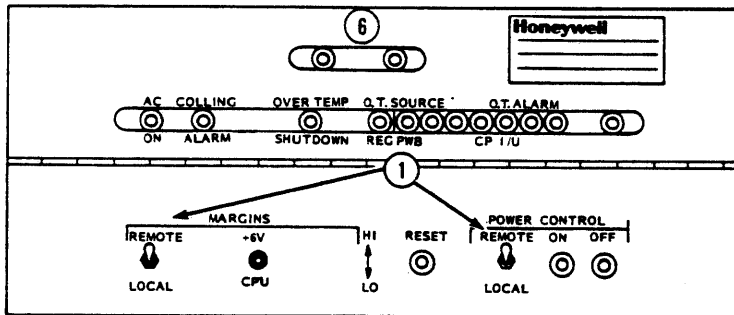 6
Honeywell
AC COLLING OVER TEMP O.T. SOURCE O.T. ALARM
ON ALARM SHUTDOWN REG PWB CP I/U
1
MARGINS POWER CONTROL
REMOTE +6V HI RESET REMOTE ON OFF
LOCAL CPU LO LOCAL